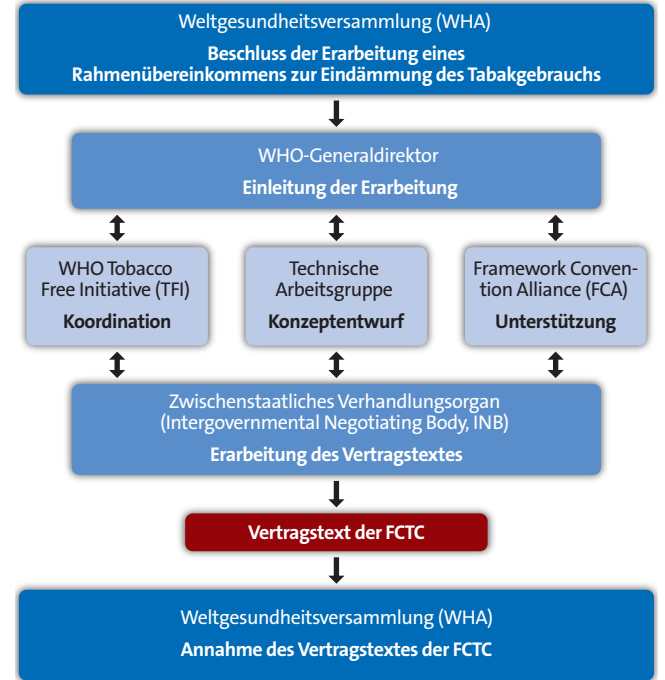 Weltgesundheitsversammlung (WHA)
Beschluss der Erarbeitung eines
Rahmenübereinkommens zur Eindämmung des Tabakgebrauchs
WHO-Generaldirektor
Einleitung der Erarbeitung
WHO Tobacco
Free Initiative (TFI)
Koordination
Technische
Arbeitsgruppe
Konzeptentwurf
Framework Conven-
tion Alliance (FCA)
Unterstützung
Zwischenstaatliches Verhandlungsorgan
(Intergovernmental Negotiating Body, INB)
Erarbeitung des Vertragstextes
Vertragstext der FCTC
Weltgesundheitsversammlung (WHA)
Annahme des Vertragstextes der FCTC